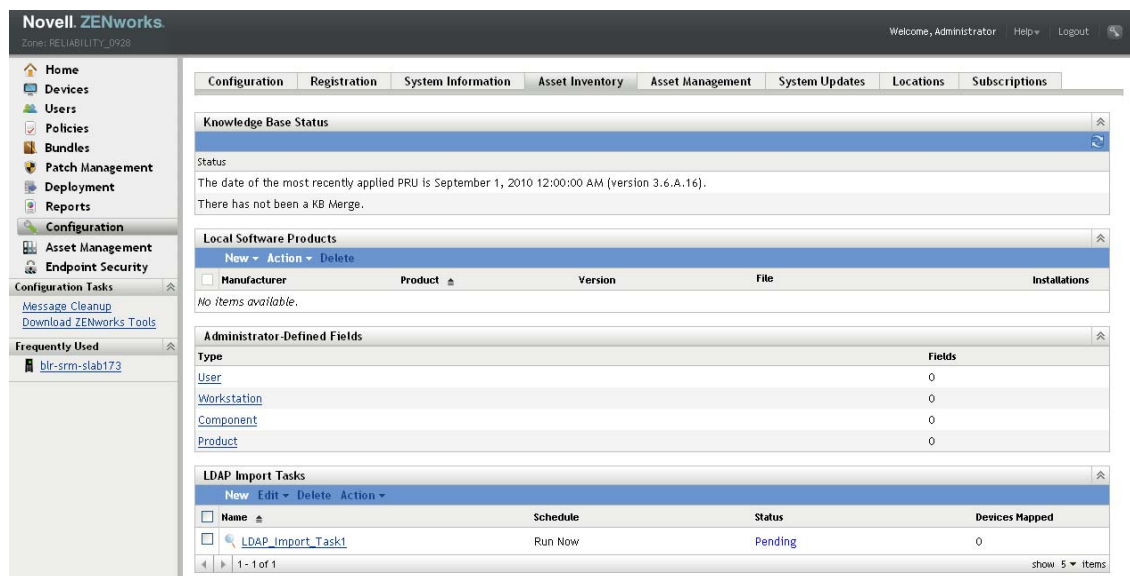 Novell. ZENworks.
Zone: RELIABILITY_0928
Welcome, Administrator Help Logout
Home
Devices
Users
Policies
Bundles
Patch Management
Deployment
Reports
Configuration
Asset Management
Endpoint Security
Configuration Tasks
Message Cleanup
Download ZENworks Tools
Frequently Used
blr-srm-slab173
Configuration Registration System Information Asset Inventory Asset Management System Updates Locations Subscriptions
Knowledge Base Status
Status
The date of the most recently applied PRU is September 1, 2010 12:00:00 AM (version 3.6.A.16).
There has not been a KB Merge.
Local Software Products
New Action Delete
Manufacturer Product Version File Installations
No items available.
Administrator-Defined Fields
Type Fields
User 0
Workstation 0
Component 0
Product 0
LDAP Import Tasks
New Edit Delete Action
Name Schedule Status Devices Mapped
LDAP_Import_Task1 Run Now Pending 0
1 - 1 of 1 show 5 items